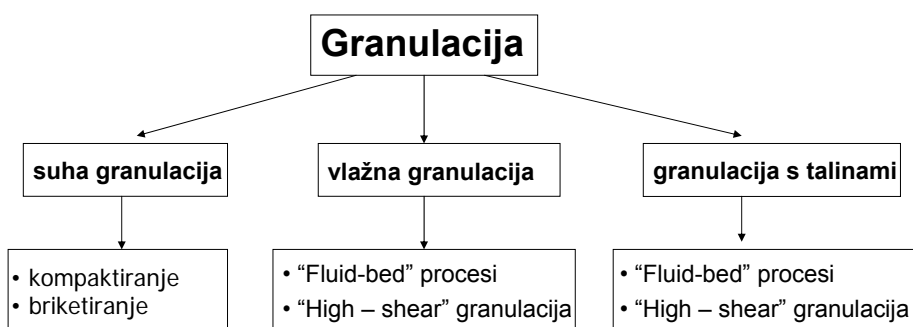 Granulacija
suha granulacija
vlažna granulacija
granulacija s talinami
• kompaktiranje
• briketiranje
• “Fluid-bed” procesi
• “High – shear” granulacija
• “Fluid-bed” procesi
• “High – shear” granulacija